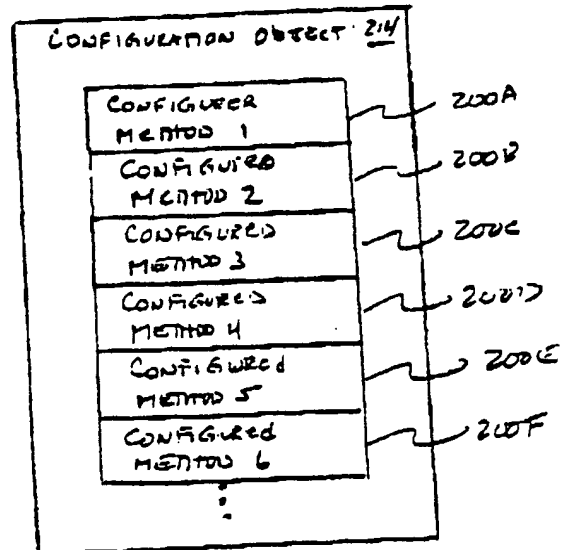 CONFIGURATION OBJECT 214
CONFIGURED
METHOD 1
200A
CONFIGURED
METHOD 2
200B
CONFIGURED
METHOD 3
200C
CONFIGURED
METHOD 4
200D
CONFIGURED
METHOD 5
200E
CONFIGURED
METHOD 6
200F